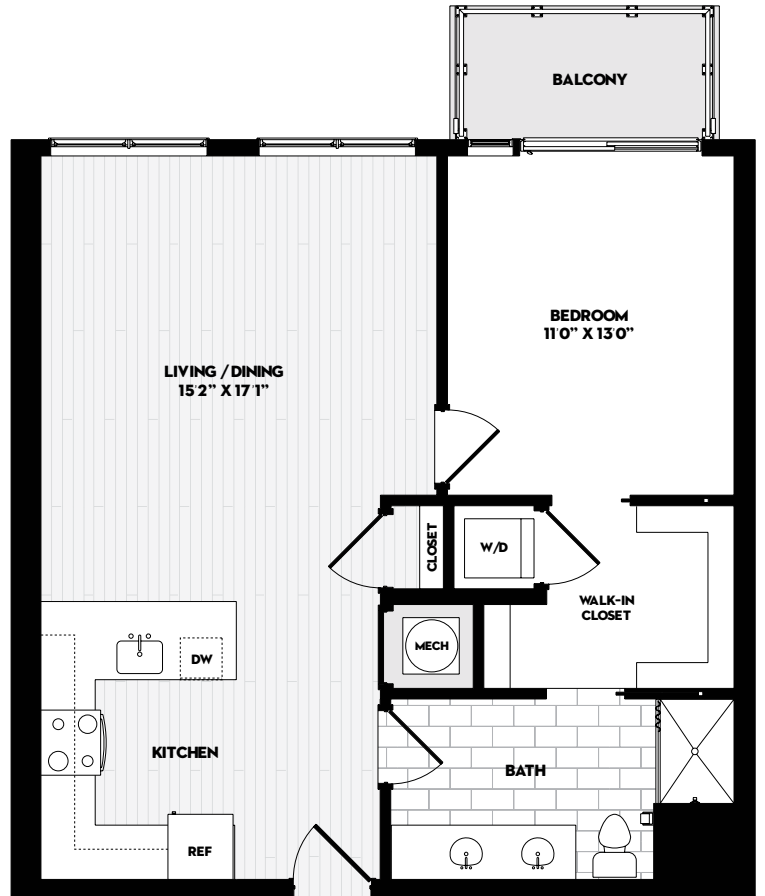 BALCONY
BEDROOM
11'0" X 13'0"
LIVING / DINING
15'2" X 17'1"
CLOSET
W/D
WALK-IN
CLOSET
MECH
DW
KITCHEN
BATH
REF